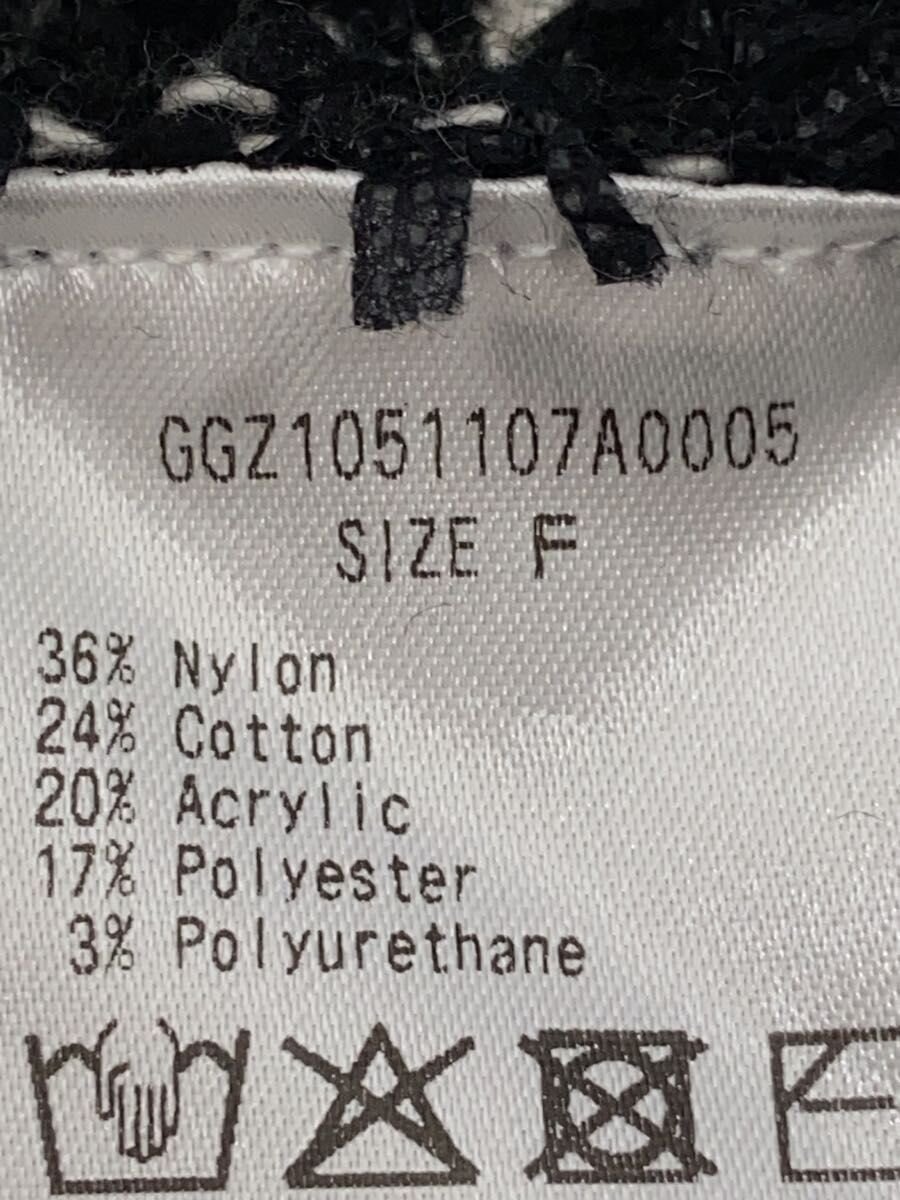 GGZ1051107A0005
SIZE F
36% Nylon
24% Cotton
20% Acrylic
17% Polyester
3% Polyurethane